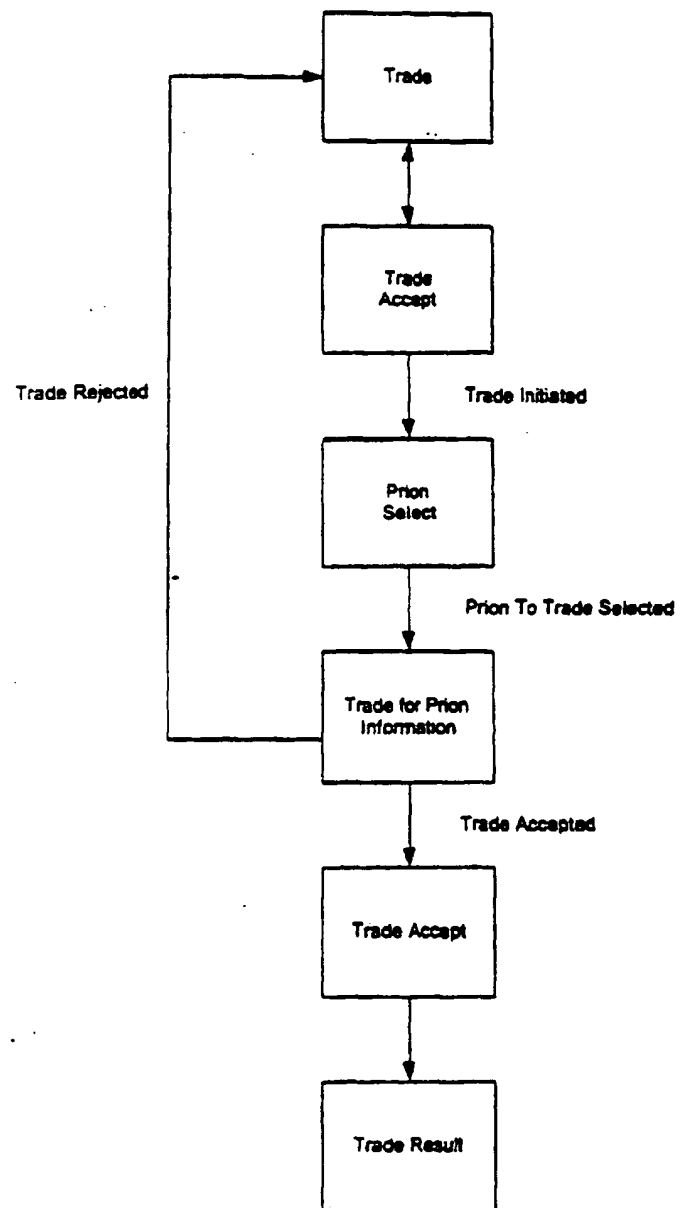 Trade
Trade
Accept
Trade Rejected
Trade Initiated
Prion
Select
Prion To Trade Selected
Trade for Prion
Information
Trade Accepted
Trade Accept
Trade Result